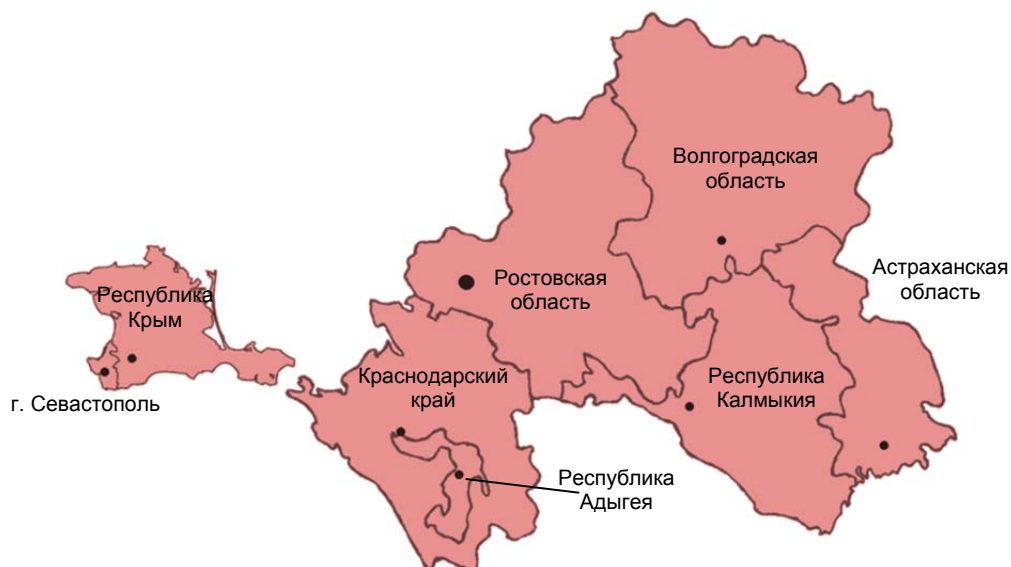 Волгоградская
область
Астраханская
область
Ростовская
область
Республика
Крым
Республика
Калмыкия
Краснодарский
край
г. Севастополь
Республика
Адыгея